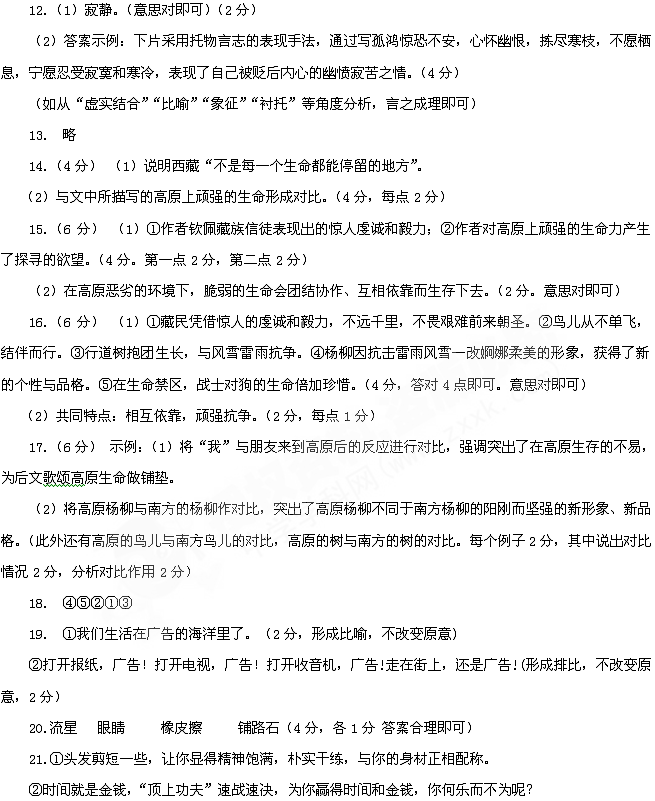 12.（1）寂静。（意思对即可）（2分）
（2）答案示例：下片采用托物言志的表现手法，通过写孤鸿惊恐不安，心怀幽恨，拣尽寒枝，不愿栖
息，宁愿忍受寂寞和寒冷，表现了自己被贬后内心的幽愤寂苦之情。（4分）
（如从“虚实结合”“比喻”“象征”“衬托”等角度分析，言之成理即可）
13. 略
14.（4分）（1）说明西藏“不是每一个生命都能停留的地方”。
（2）与文中所描写的高原上顽强的生命形成对比。（4分，每点2分）
15.（6分）（1）①作者钦佩藏族信徒表现出的惊人虔诚和毅力；②作者对高原上顽强的生命力产生
了探寻的欲望。（4分。第一点2分，第二点2分）
（2）在高原恶劣的环境下，脆弱的生命会团结协作、互相依靠而生存下去。（2分。意思对即可）
16.（6分）（1）①藏民凭借惊人的虔诚和毅力，不远千里，不畏艰难前来朝圣。②鸟儿从不单飞，
结伴而行。③行道树抱团生长，与风雪雷雨抗争。④杨柳因抗击雷雨风雪一改婀娜柔美的形象，获得了新
的个性与品格。⑤在生命禁区，战士对狗的生命倍加珍惜。（4分，答对4点即可。意思对即可）
（2）共同特点：相互依靠，顽强抗争。（2分，每点1分）
17.（6分） 示例：（1）将“我”与朋友来到高原后的反应进行对比，强调突出了在高原生存的不易，
为后文歌颂高原生命做铺垫。
（2）将高原杨柳与南方的杨柳作对比，突出了高原杨柳不同于南方杨柳的阳刚而坚强的新形象、新品
格。（此外还有高原的鸟儿与南方鸟儿的对比，高原的树与南方的树的对比。每个例子2分，其中说出对比
情况2分，分析对比作用2分）
18. ④⑤②①③
19. ①我们生活在广告的海洋里了。（2分，形成比喻，不改变原意）
②打开报纸，广告！打开电视，广告！打开收音机，广告!走在街上，还是广告!(形成排比，不改变原
意，2分）
20.流星 眼睛 橡皮擦 铺路石（4分，各1分 答案合理即可）
21.①头发剪短一些，让你显得精神饱满，朴实干练，与你的身材正相配称。
②时间就是金钱，“顶上功夫”速战速决，为你赢得时间和金钱，你何乐而不为呢？